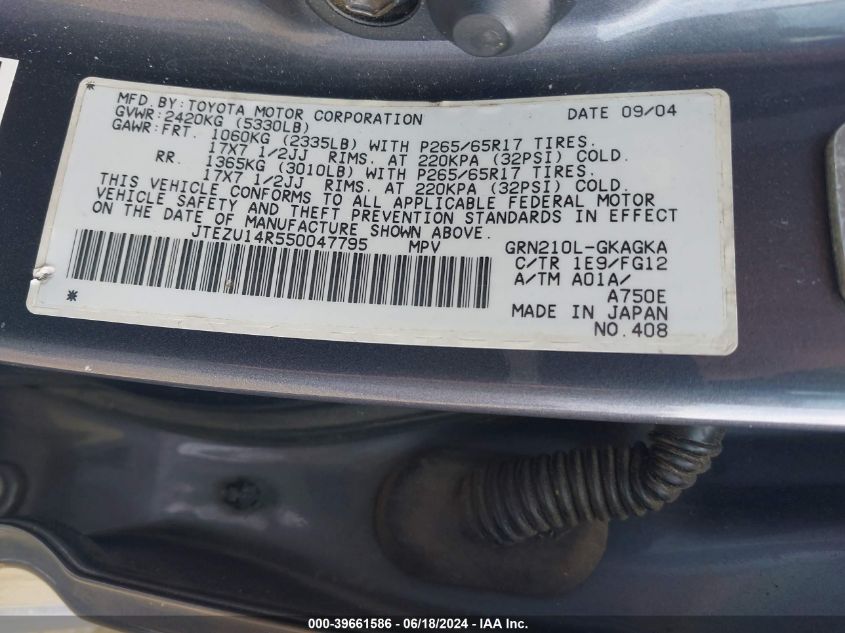 MFD.BY:TOYOTA MOTOR CORPORATION DATE 09/04
GVWR:2420KG (5330LB)
GAWR:FRT. 1060KG (2335LB) WITH P265/65R17 TIRES.
17X7 1/2JJ RIMS. AT 220KPA (32PSI) COLD.
RR. 1365KG (3010LB) WITH P265/65R17 TIRES.
17X7 1/2JJ RIMS. AT 220KPA (32PSI) COLD.
THIS VEHICLE CONFORMS TO ALL APPLICABLE FEDERAL MOTOR
VEHICLE SAFETY AND THEFT PREVENTION STANDARDS IN EFFECT
ON THE DATE OF MANUFACTURE SHOWN ABOVE.
JTEZU14R550047795 MPV GRN210L-GKAGKA
C/TR 1E9/FG12
A/TM A01A/
A750E
MADE IN JAPAN
NO.408
000-39661586 - 06/18/2024 - IAA Inc.